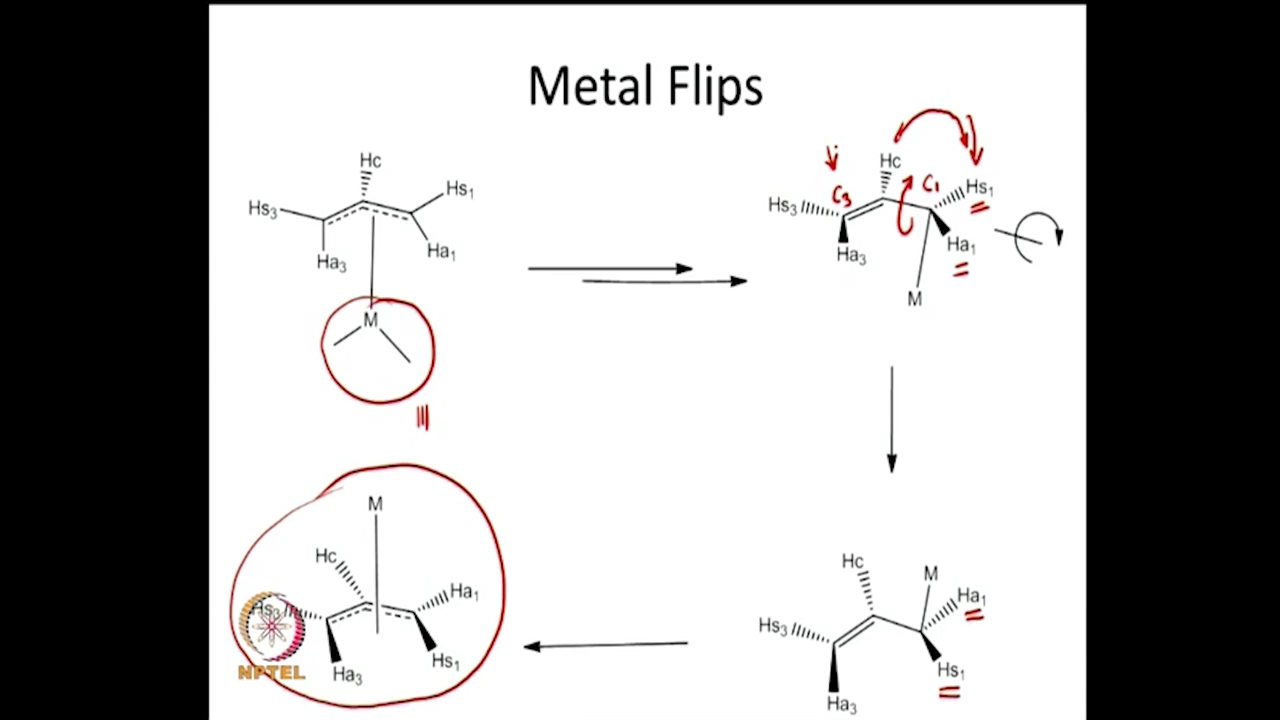 Metal Flips
Hc
Hs3
Hs1
Ha3
Ha1
M
Hc
C3
C1
Hs3
Hs1
Ha3
Ha1
M
M
Hc
Hs3
Ha1
Ha3
Hs1
Hc
M
Hs3
Ha1
Ha3
Hs1
NPTEL